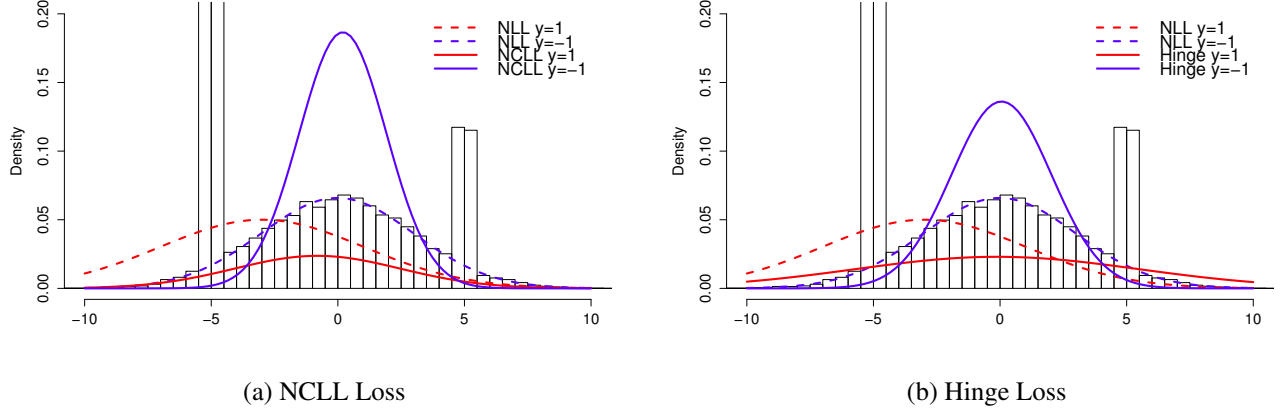 0.20
0.15
0.10
0.05
0.00
Density
−10
−5
0
5
10
NLL y=1
NLL y=−1
NCLL y=1
NCLL y=−1
(a) NCLL Loss
0.20
0.15
0.10
0.05
0.00
Density
−10
−5
0
5
10
NLL y=1
NLL y=−1
Hinge y=1
Hinge y=−1
(b) Hinge Loss